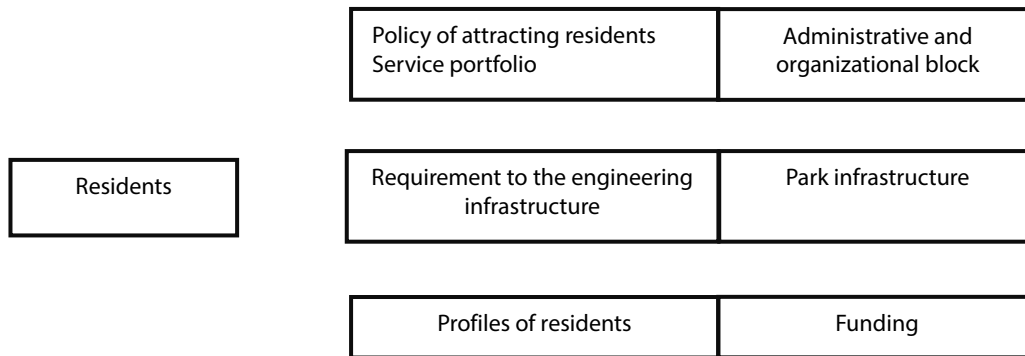 Policy of attracting residents
Service portfolio
Administrative and
organizational block
Residents
Requirement to the engineering
infrastructure
Park infrastructure
Profiles of residents
Funding